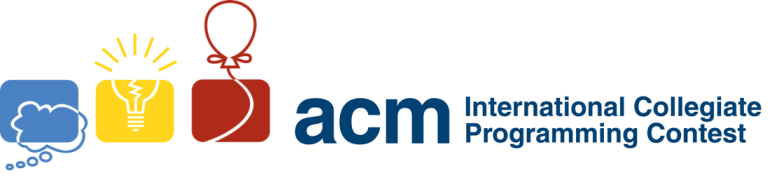 acm International Collegiate
Programming Contest